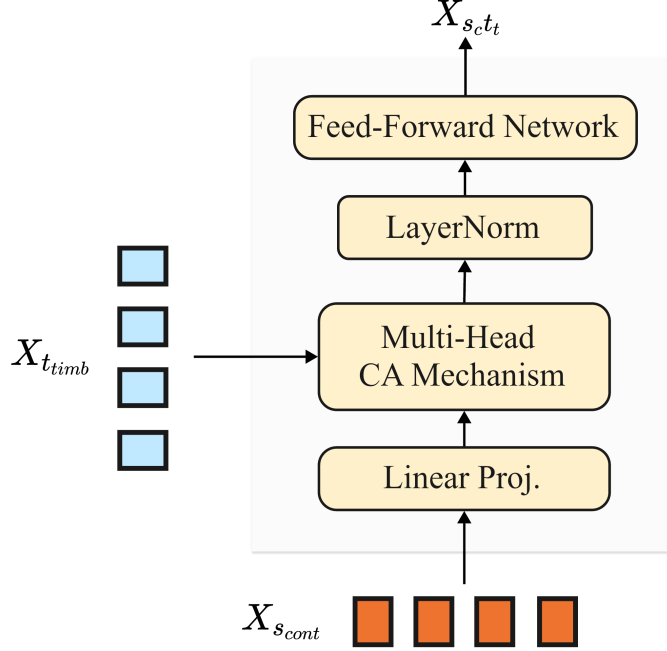 X_{s_c t_t}
Feed-Forward Network
LayerNorm
Multi-Head
CA Mechanism
X_{t_{timb}}
Linear Proj.
X_{s_{cont}}